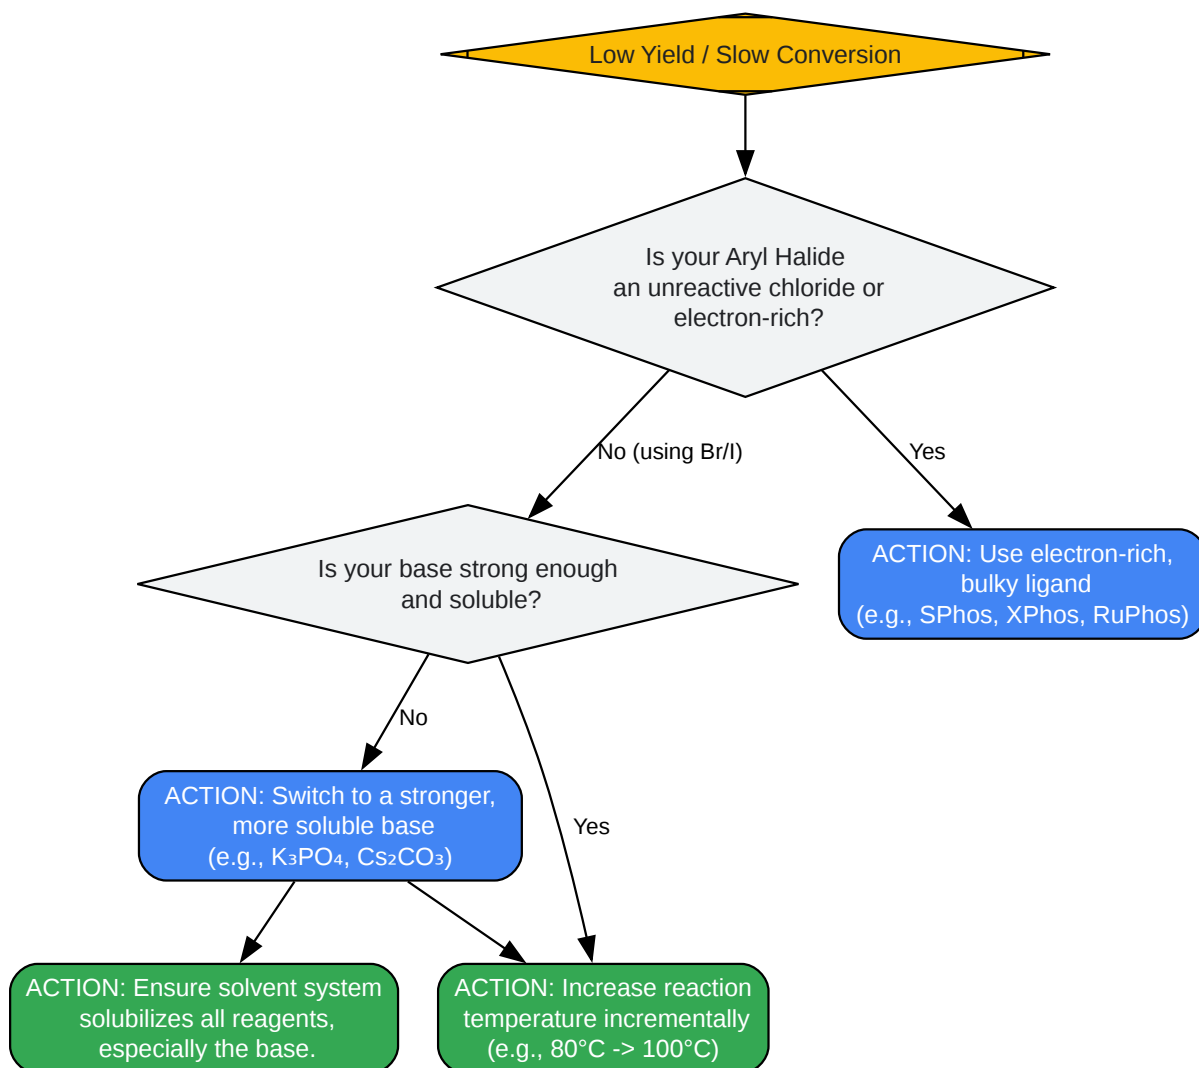 Low Yield / Slow Conversion
Is your Aryl Halide
an unreactive chloride or
electron-rich?
No (using Br/I)
Yes
ACTION: Use electron-rich,
bulky ligand
(e.g., SPhos, XPhos, RuPhos)
Is your base strong enough
and soluble?
No
Yes
ACTION: Switch to a stronger,
more soluble base
(e.g., K₃PO₄, Cs₂CO₃)
ACTION: Ensure solvent system
solubilizes all reagents,
especially the base.
ACTION: Increase reaction
temperature incrementally
(e.g., 80°C -> 100°C)